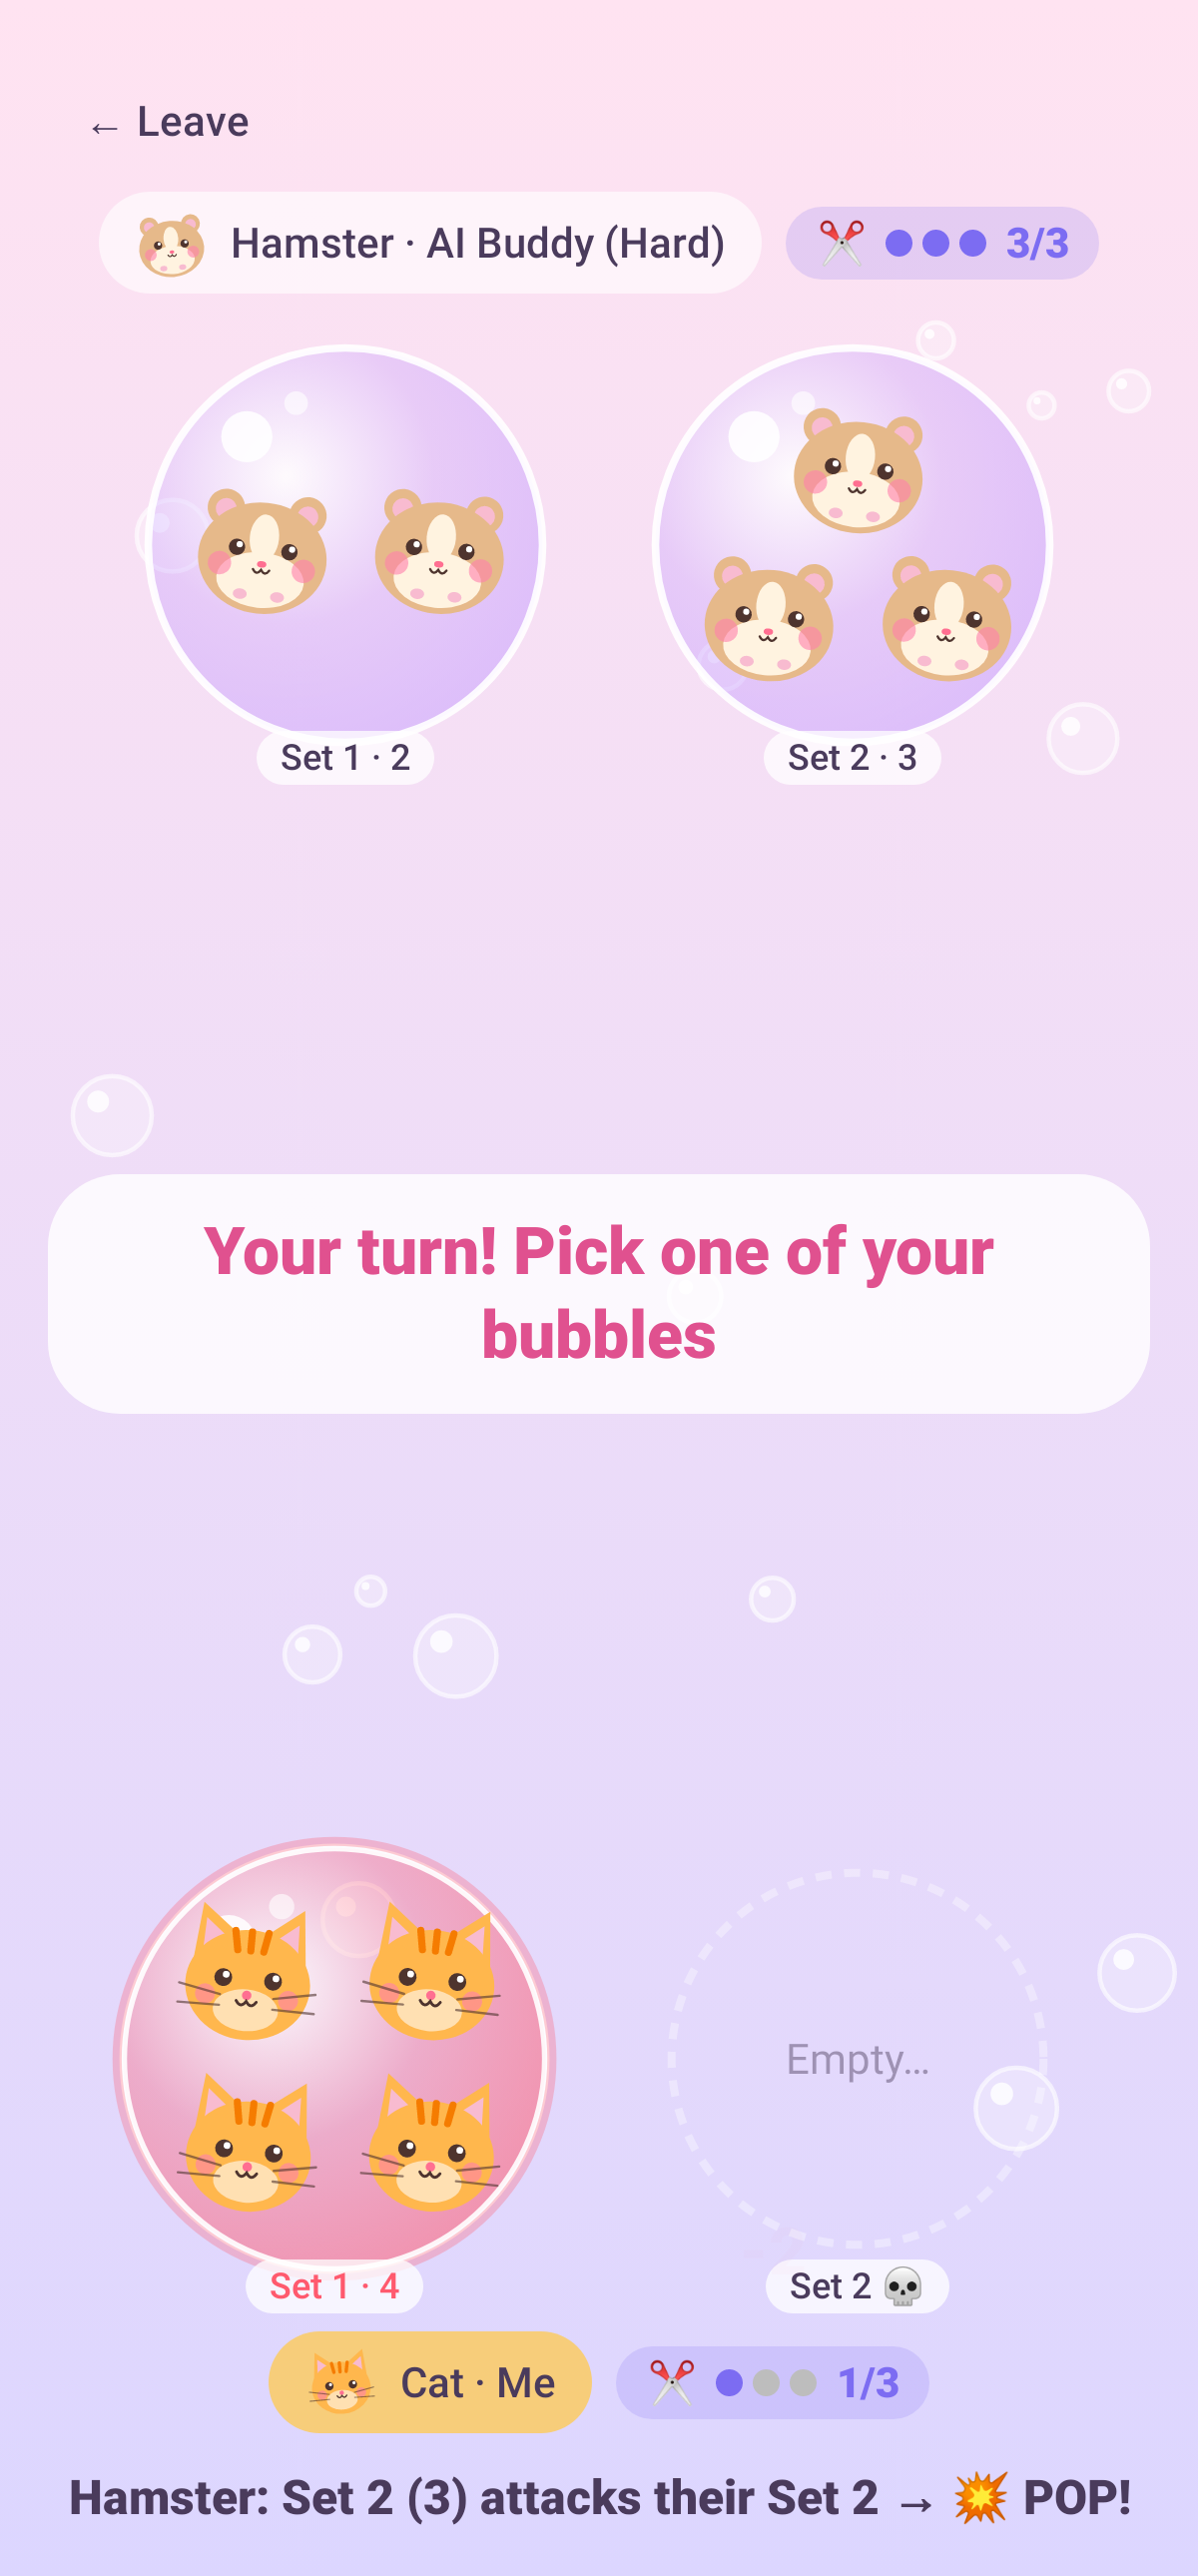 ← Leave
Hamster · AI Buddy (Hard)
3/3
Set 1 · 2
Set 2 · 3
Your turn! Pick one of your
bubbles
Empty...
Set 1 · 4
Set 2 💀
Cat · Me
1/3
Hamster: Set 2 (3) attacks their Set 2 → 💥 POP!